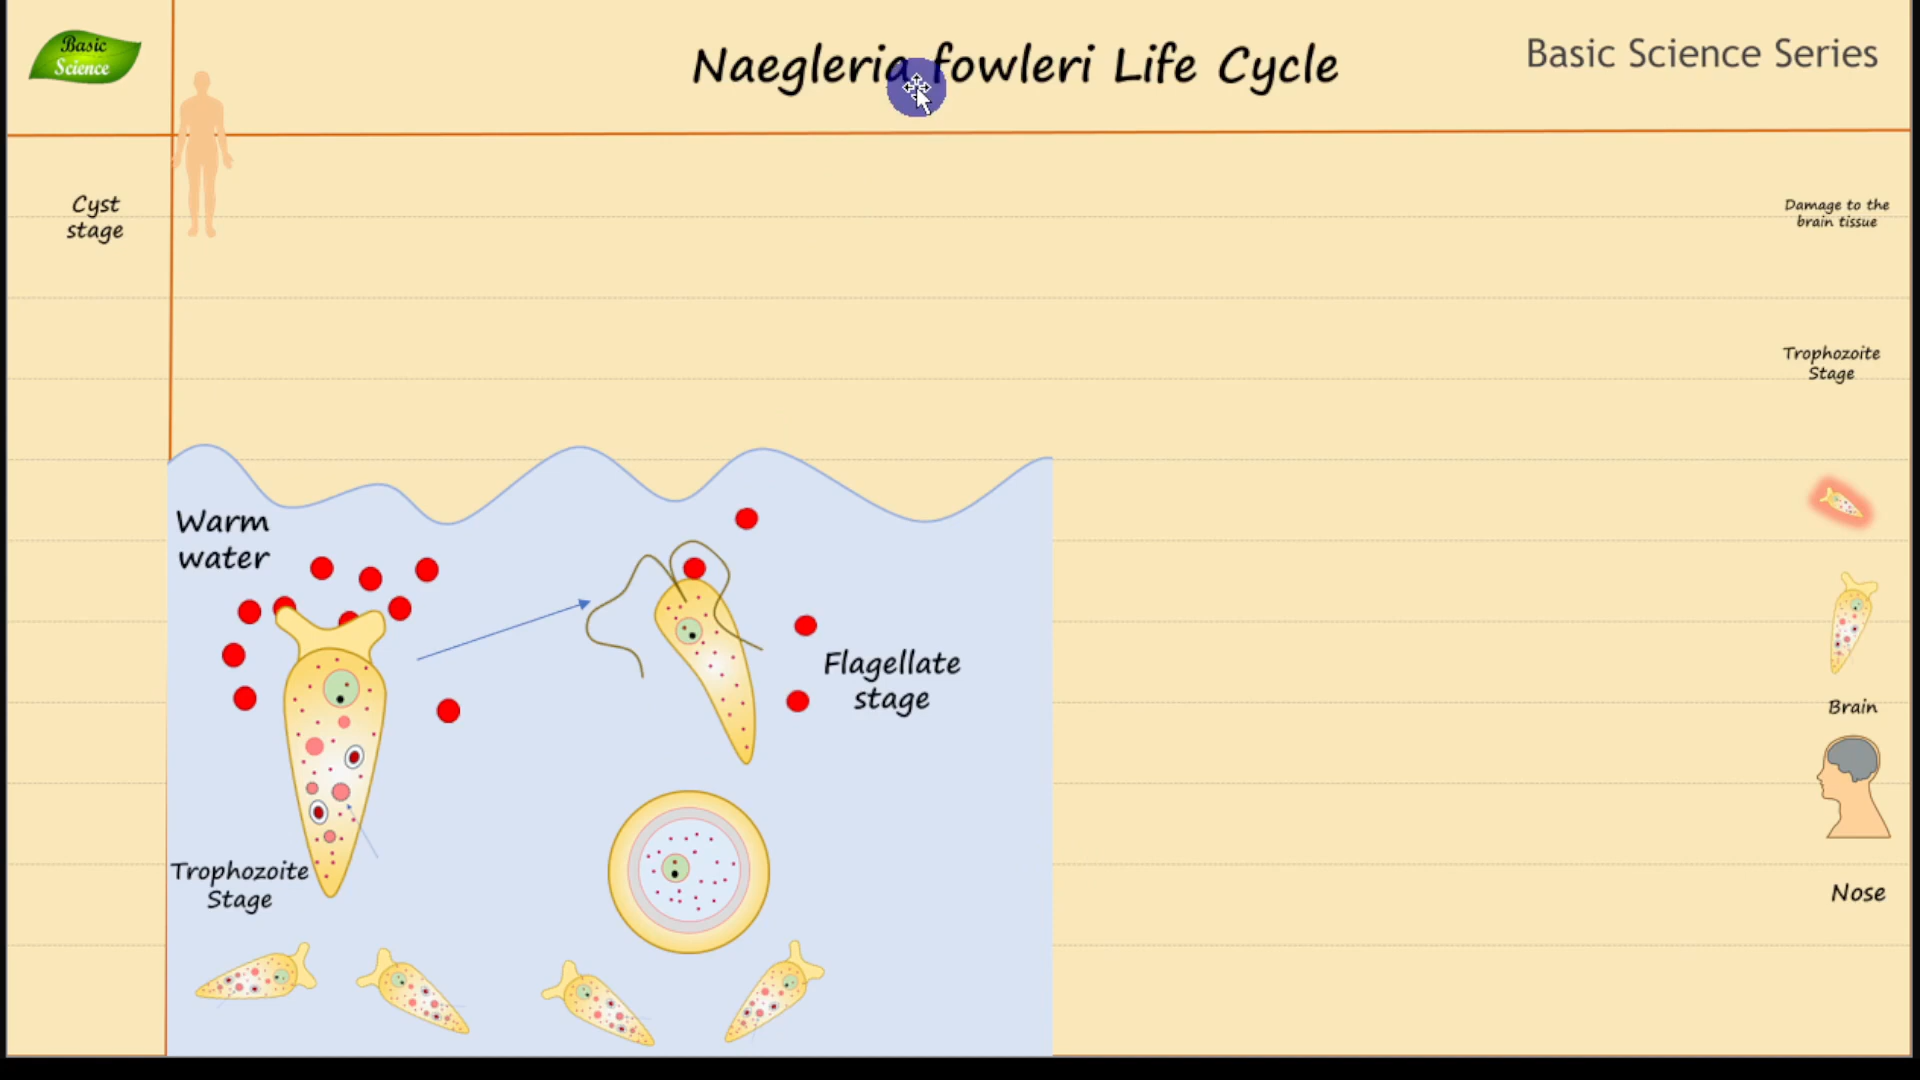 Basic
Science
Naegleria fowleri Life Cycle
Basic Science Series
Cyst
stage
Damage to the
brain tissue
Trophozoite
Stage
Warm
water
Flagellate
stage
Brain
Trophozoite
Stage
Nose